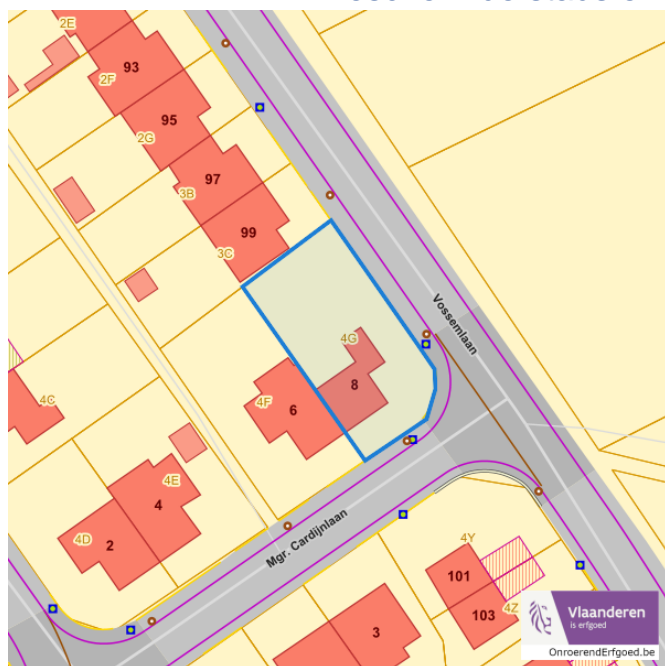 2E
93
2F
95
2G
97
3B
99
3C
Vossemlaan
4G
8
4F
6
4C
4E
4
4D
2
Mgr. Cardijnlaan
4Y
101
103
4Z
3
Vlaanderen
is erfgoed
OnroerendErfgoed.be